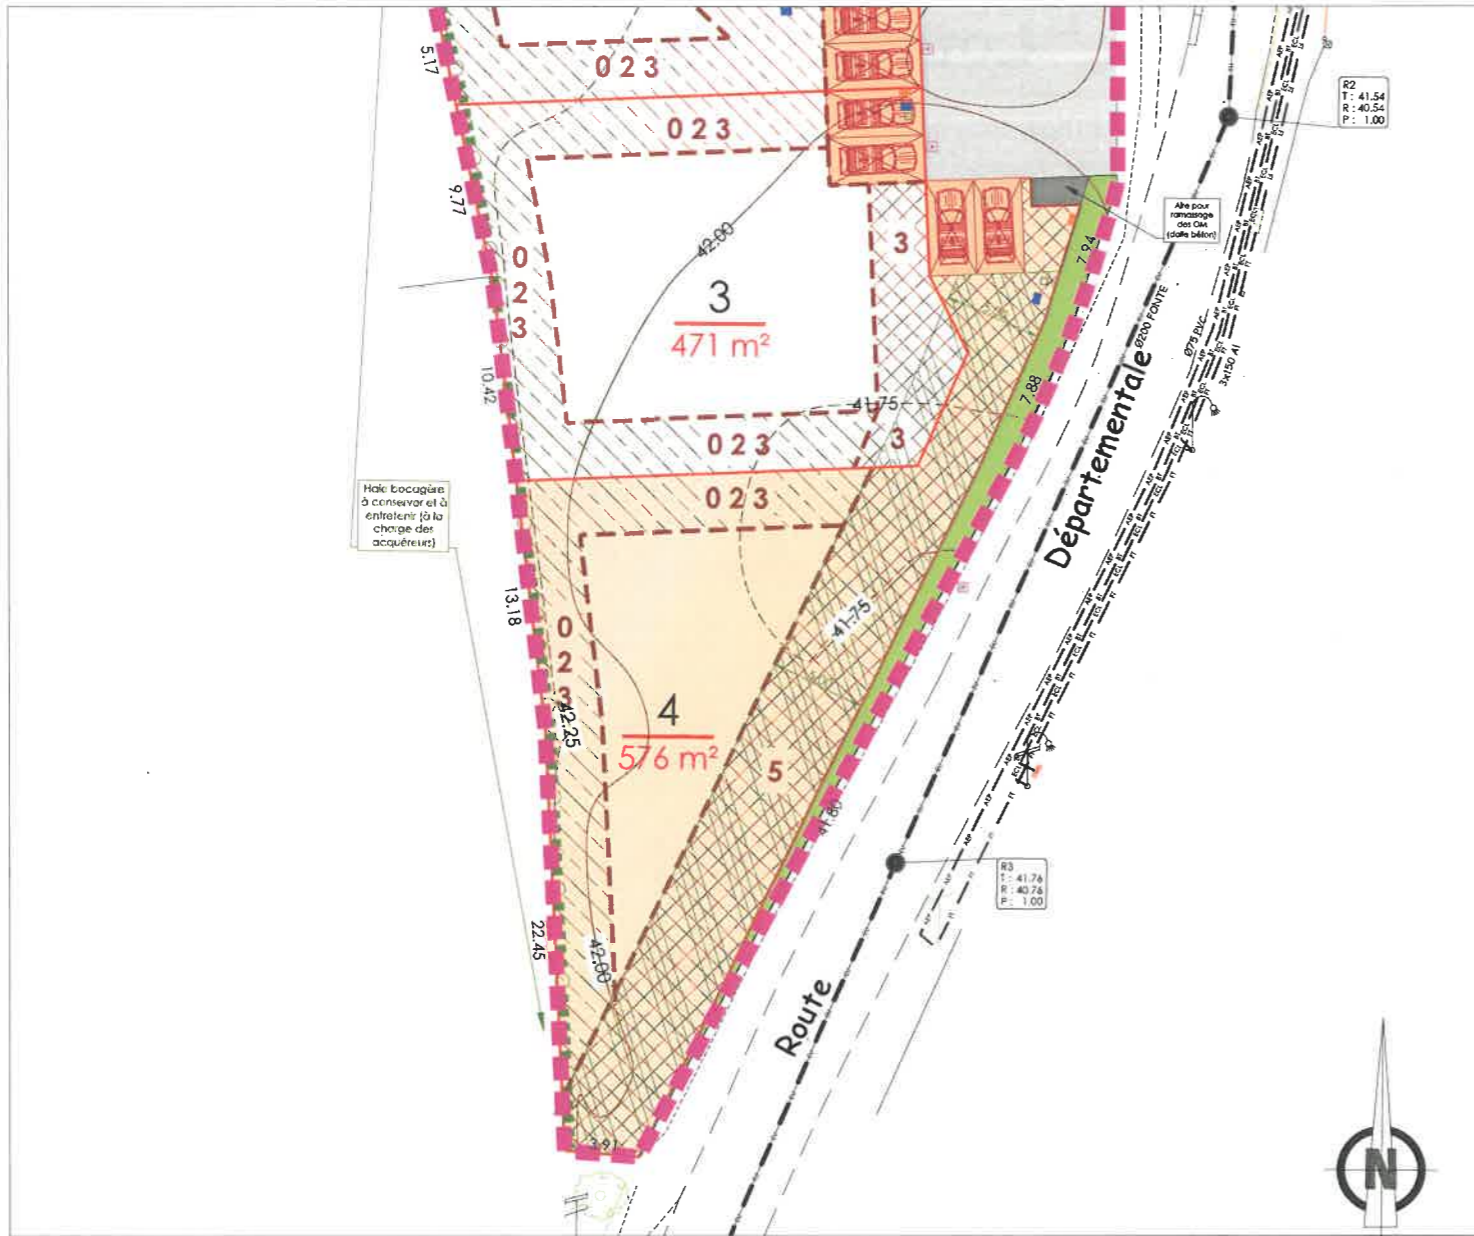 5.17
0 2 3
0 2 3
9.77
0
2
3
42.00
3
471 m²
3
10.42
41.75
0 2 3
3
0 2 3
Haie bocagère
à conserver et à
entretenir (à la
charge des
acquéreurs)
13.18
0
2
3
42.25
4
576 m²
41.75
5
22.45
42.00
3.91
41.80
7.88
7.94
Aire pour
ramassage
des OM
(dalle béton)
R2
T : 41.54
R : 40.54
P : 1.00
Ø200 FONTE
Ø75 PVC
3x150 Al
Route
Départementale
R3
T : 41.76
R : 40.76
P : 1.00
N